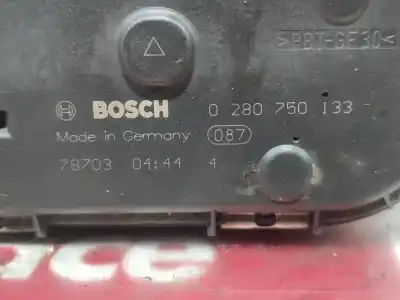 >PBT-GF30<
BOSCH 0 280 750 133
Made in Germany 087
78703 04:44 4